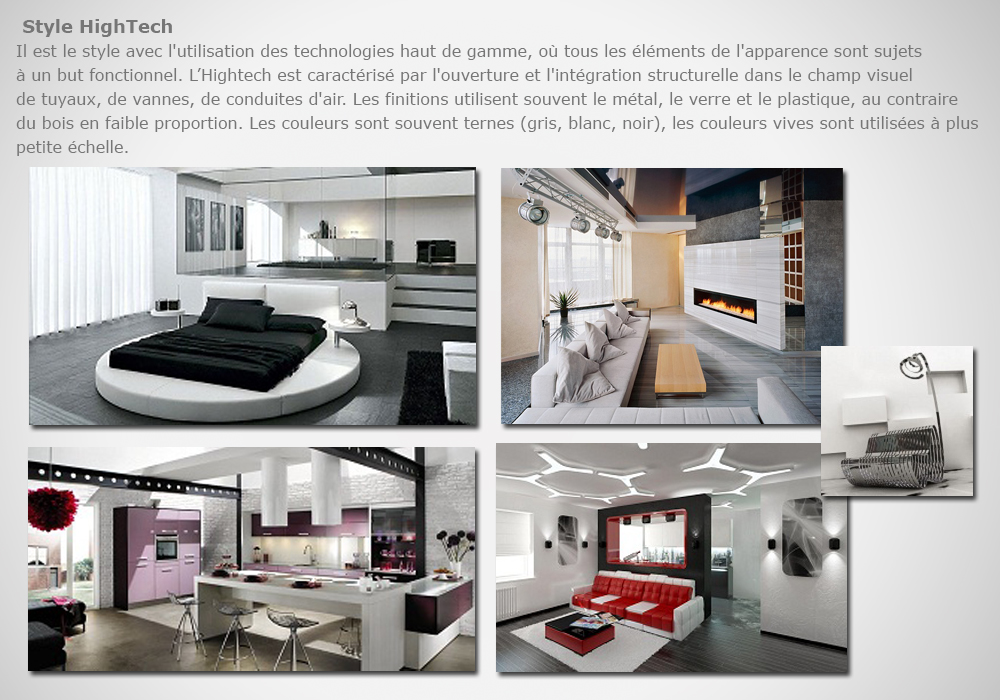 Style HighTech
Il est le style avec l'utilisation des technologies haut de gamme, où tous les éléments de l'apparence sont sujets
à un but fonctionnel. L’Hightech est caractérisé par l'ouverture et l'intégration structurelle dans le champ visuel
de tuyaux, de vannes, de conduites d'air. Les finitions utilisent souvent le métal, le verre et le plastique, au contraire
du bois en faible proportion. Les couleurs sont souvent ternes (gris, blanc, noir), les couleurs vives sont utilisées à plus
petite échelle.